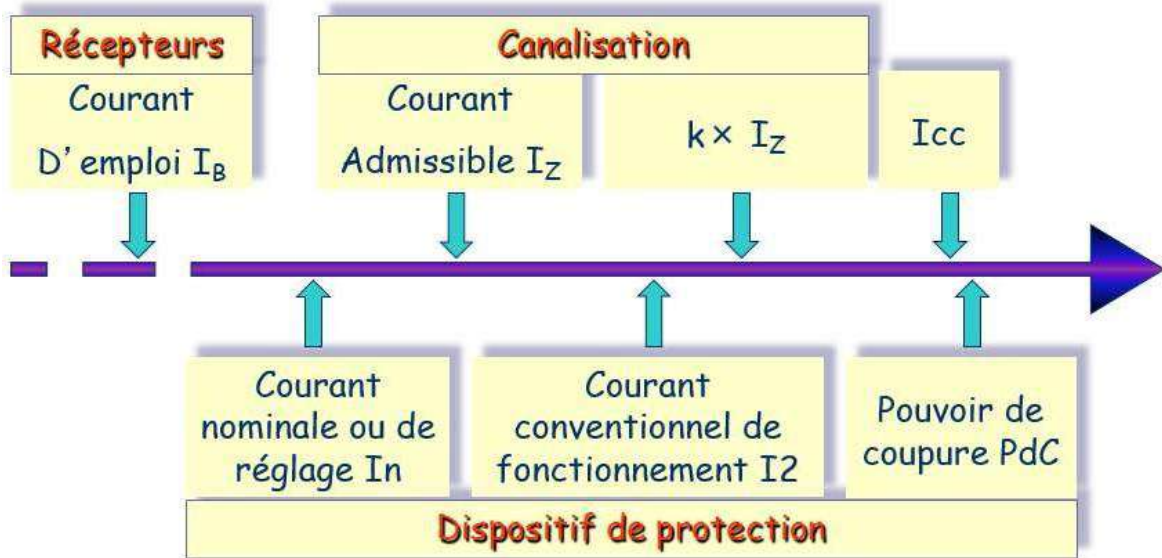 Récepteurs
Canalisation
Courant
D' emploi I_B
Courant
Admissible I_Z
k × I_Z
Icc
Courant
nominale ou de
réglage In
Courant
conventionnel de
fonctionnement I2
Pouvoir de
coupure PdC
Dispositif de protection